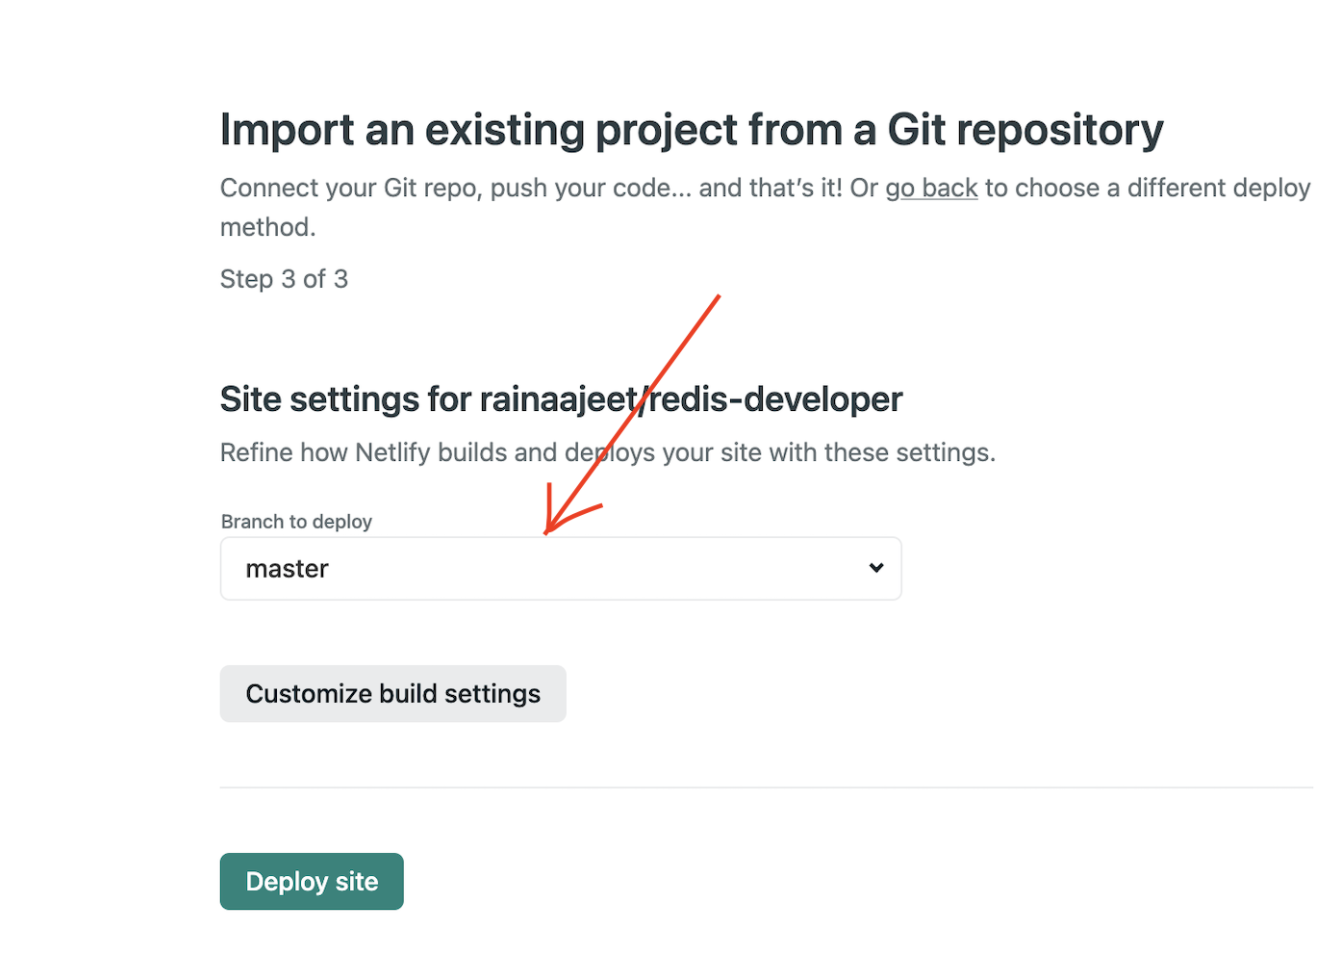 Import an existing project from a Git repository
Connect your Git repo, push your code... and that’s it! Or go back to choose a different deploy
method.
Step 3 of 3
Site settings for rainaajeet/redis-developer
Refine how Netlify builds and deploys your site with these settings.
Branch to deploy
master
Customize build settings
Deploy site